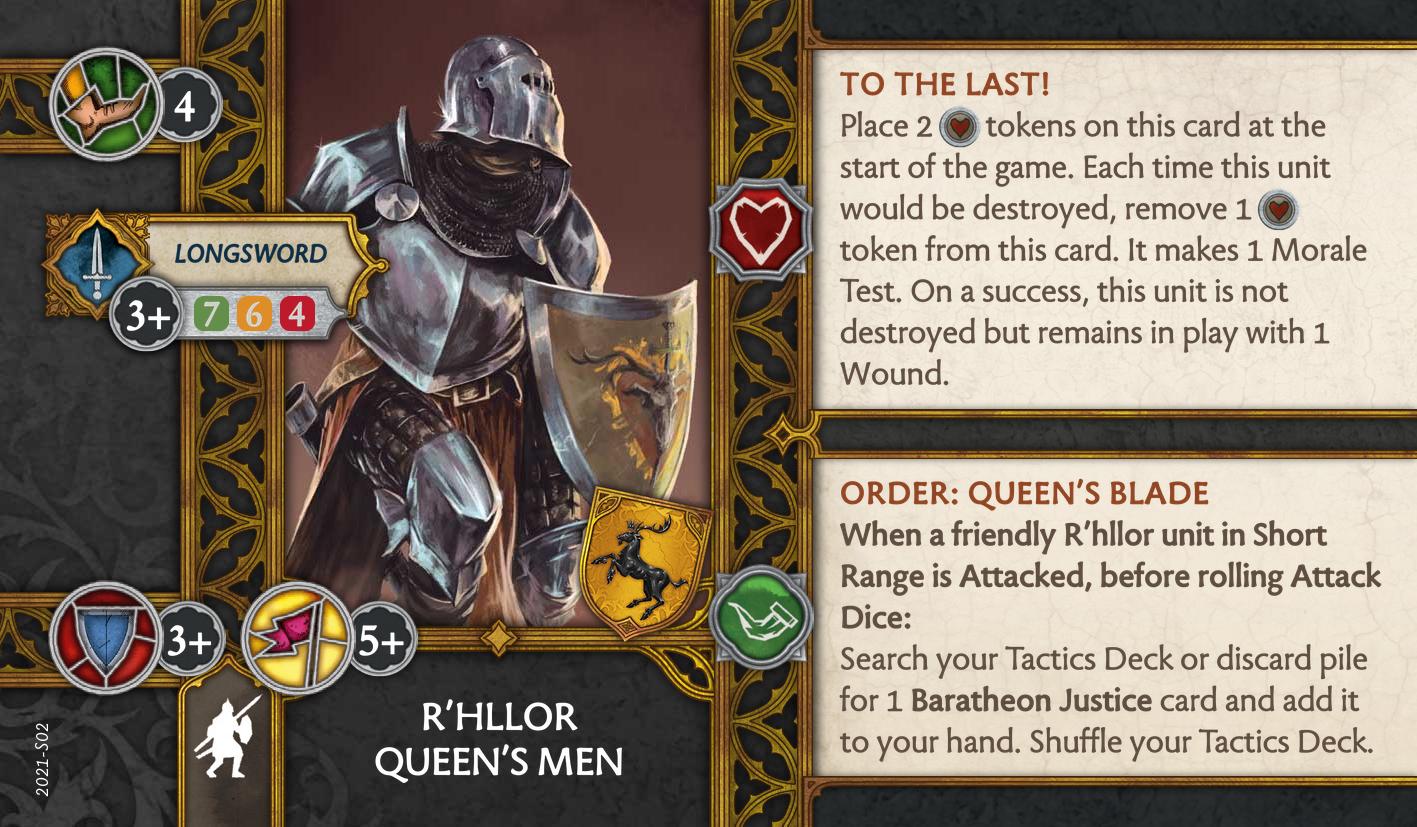 4
LONGSWORD
3+ 7 6 4
3+ 5+
R'HLLOR
QUEEN'S MEN
2021-S02
TO THE LAST!
Place 2 tokens on this card at the
start of the game. Each time this unit
would be destroyed, remove 1
token from this card. It makes 1 Morale
Test. On a success, this unit is not
destroyed but remains in play with 1
Wound.
ORDER: QUEEN'S BLADE
When a friendly R'hllor unit in Short
Range is Attacked, before rolling Attack
Dice:
Search your Tactics Deck or discard pile
for 1 Baratheon Justice card and add it
to your hand. Shuffle your Tactics Deck.